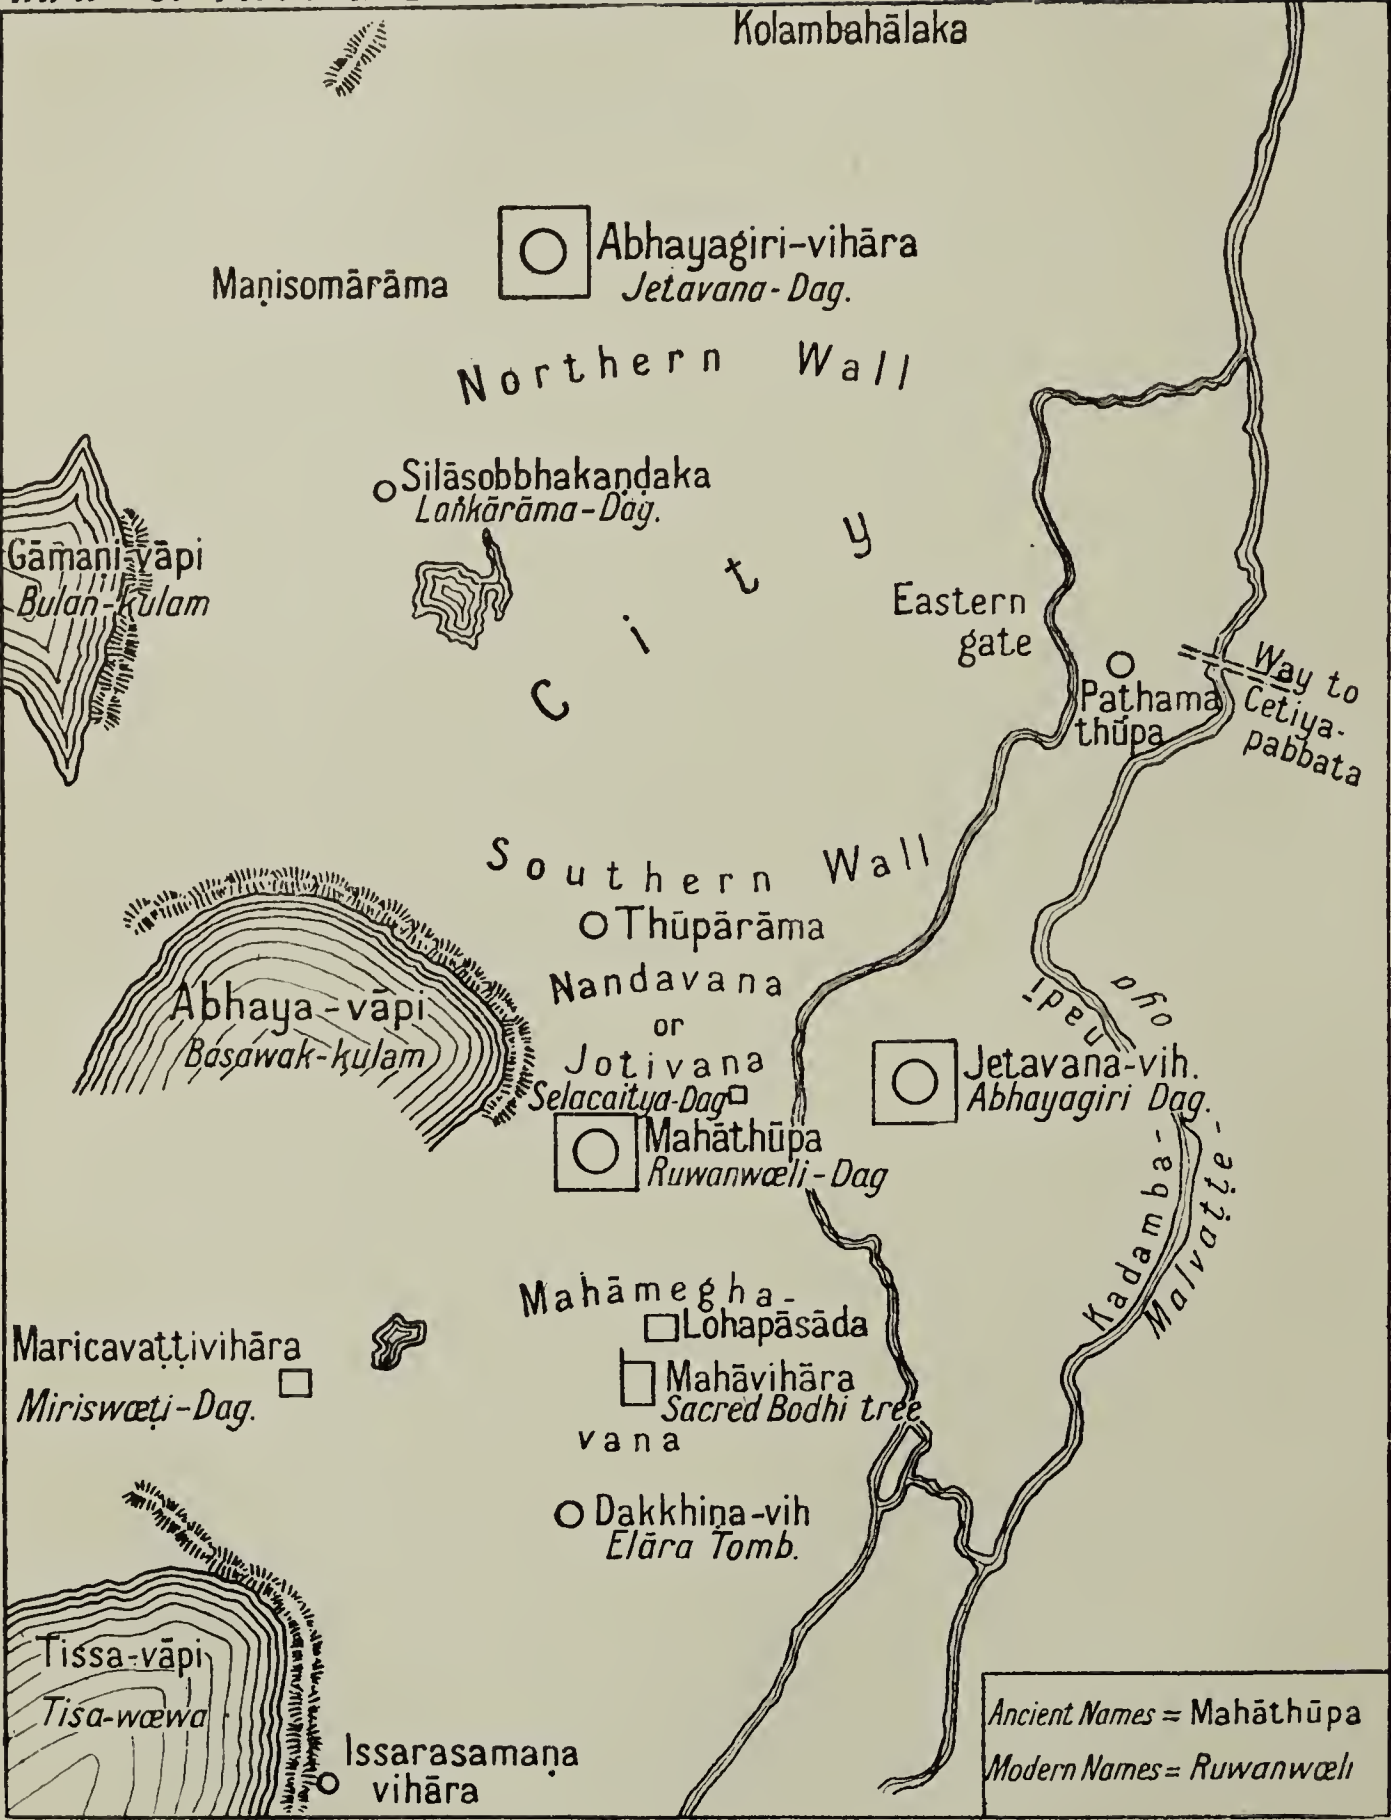 Kolambahālaka
Abhayagiri-vihāra
Jetavana-Dag.
Maṇisomārāma
Northern Wall
Silāsobbhakaṇḍaka
Laṅkārāma-Dag.
City
Gāmaṇi-vāpi
Bulan-kulam
Eastern
gate
Paṭhama
thūpa
Way to
Cetiya-
pabbata
Southern Wall
Thūpārāma
Nandavana
or
Jotivana
Abhaya-vāpi
Basawak-kulam
Selacaitya-Dag
Mahāthūpa
Ruwanwæli-Dag
Jetavana-vih.
Abhayagiri Dag.
Kadamba-
nadī
Malvaṭṭe-
oya
Mahāmegha-
Lohapāsāda
Mahāvihāra
Sacred Bodhi tree
vana
Maricavaṭṭivihāra
Miriswæṭi-Dag.
Dakkhiṇa-vih
Elāra Tomb.
Tissa-vāpi
Tisa-wæwa
Issarasamaṇa
vihāra
Ancient Names = Mahāthūpa
Modern Names = Ruwanwæli